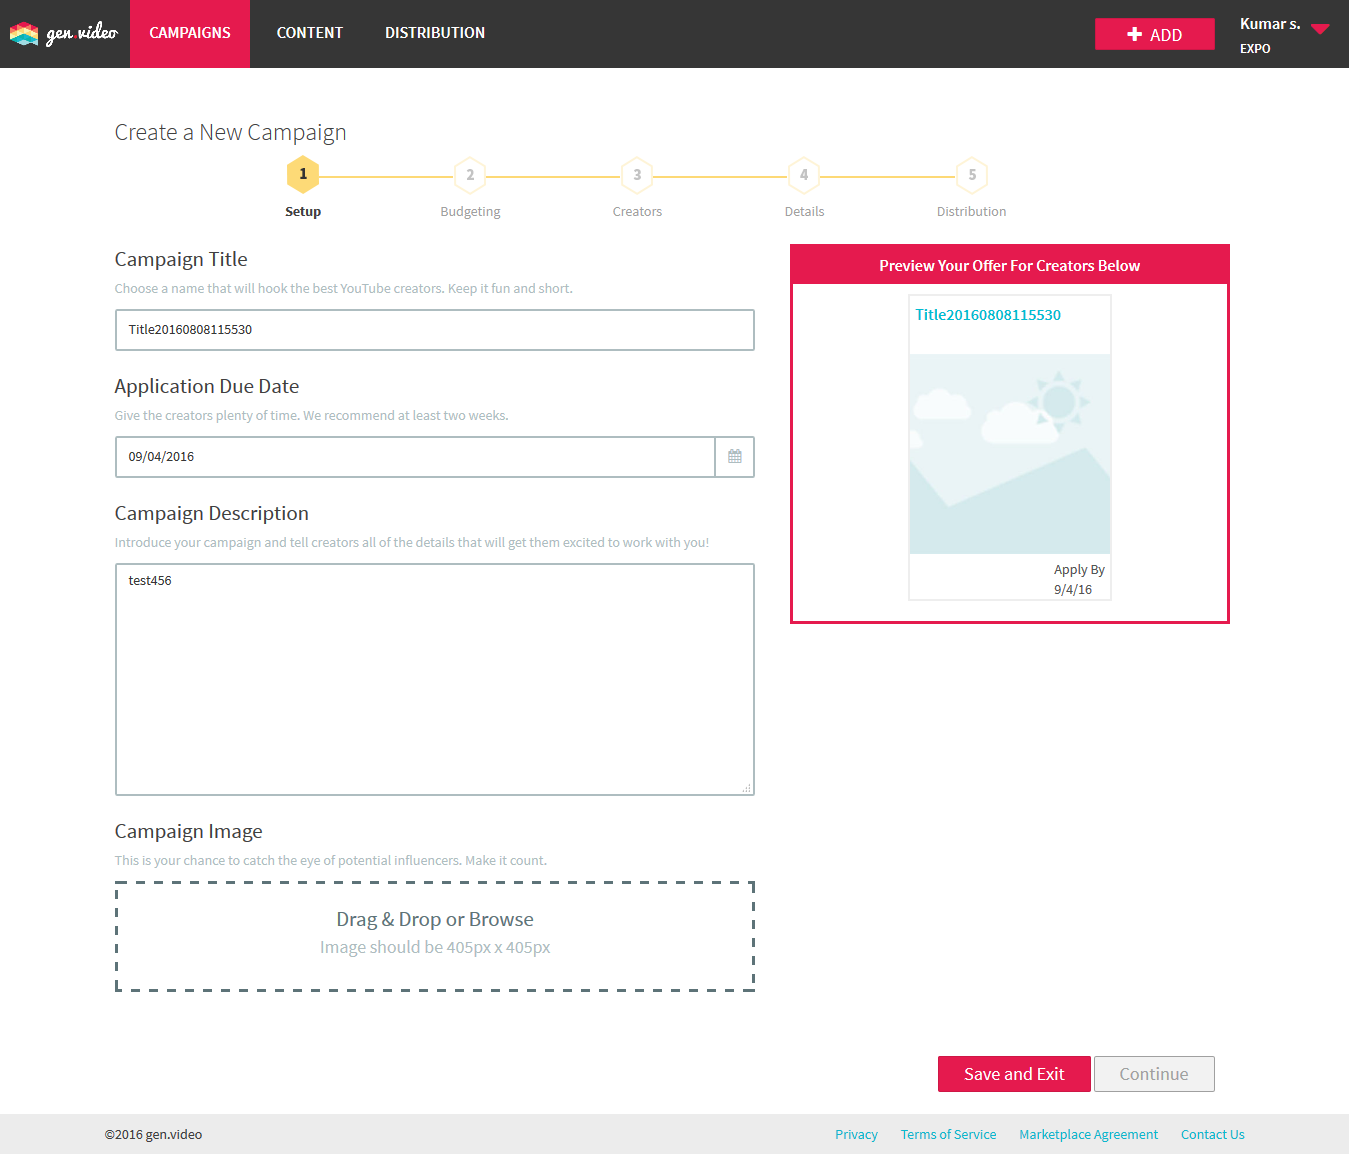 gen.video
CAMPAIGNS
CONTENT
DISTRIBUTION
ADD
Kumar s.
EXPO
Create a New Campaign
1
2
3
4
5
Setup
Budgeting
Creators
Details
Distribution
Campaign Title
Choose a name that will hook the best YouTube creators. Keep it fun and short.
Title20160808115530
Application Due Date
Give the creators plenty of time. We recommend at least two weeks.
09/04/2016
Campaign Description
Introduce your campaign and tell creators all of the details that will get them excited to work with you!
test456
Campaign Image
This is your chance to catch the eye of potential influencers. Make it count.
Drag & Drop or Browse
Image should be 405px x 405px
Preview Your Offer For Creators Below
Title20160808115530
Apply By
9/4/16
Save and Exit
Continue
©2016 gen.video
Privacy
Terms of Service
Marketplace Agreement
Contact Us